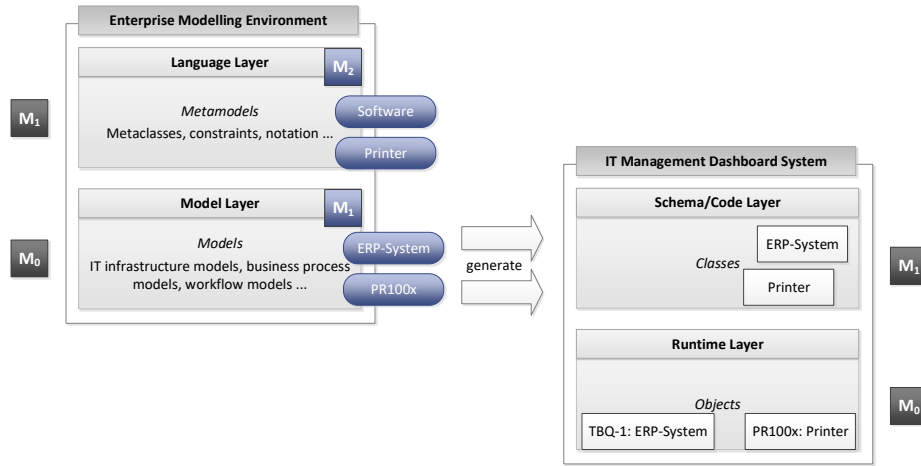 Enterprise Modelling Environment
Language Layer
M2
M1
Metamodels
Metaclasses, constraints, notation ...
Software
Printer
Model Layer
M1
M0
Models
IT infrastructure models, business process
models, workflow models ...
ERP-System
PR100x
generate
IT Management Dashboard System
Schema/Code Layer
ERP-System
Classes
Printer
M1
Runtime Layer
Objects
M0
TBQ-1: ERP-System
PR100x: Printer